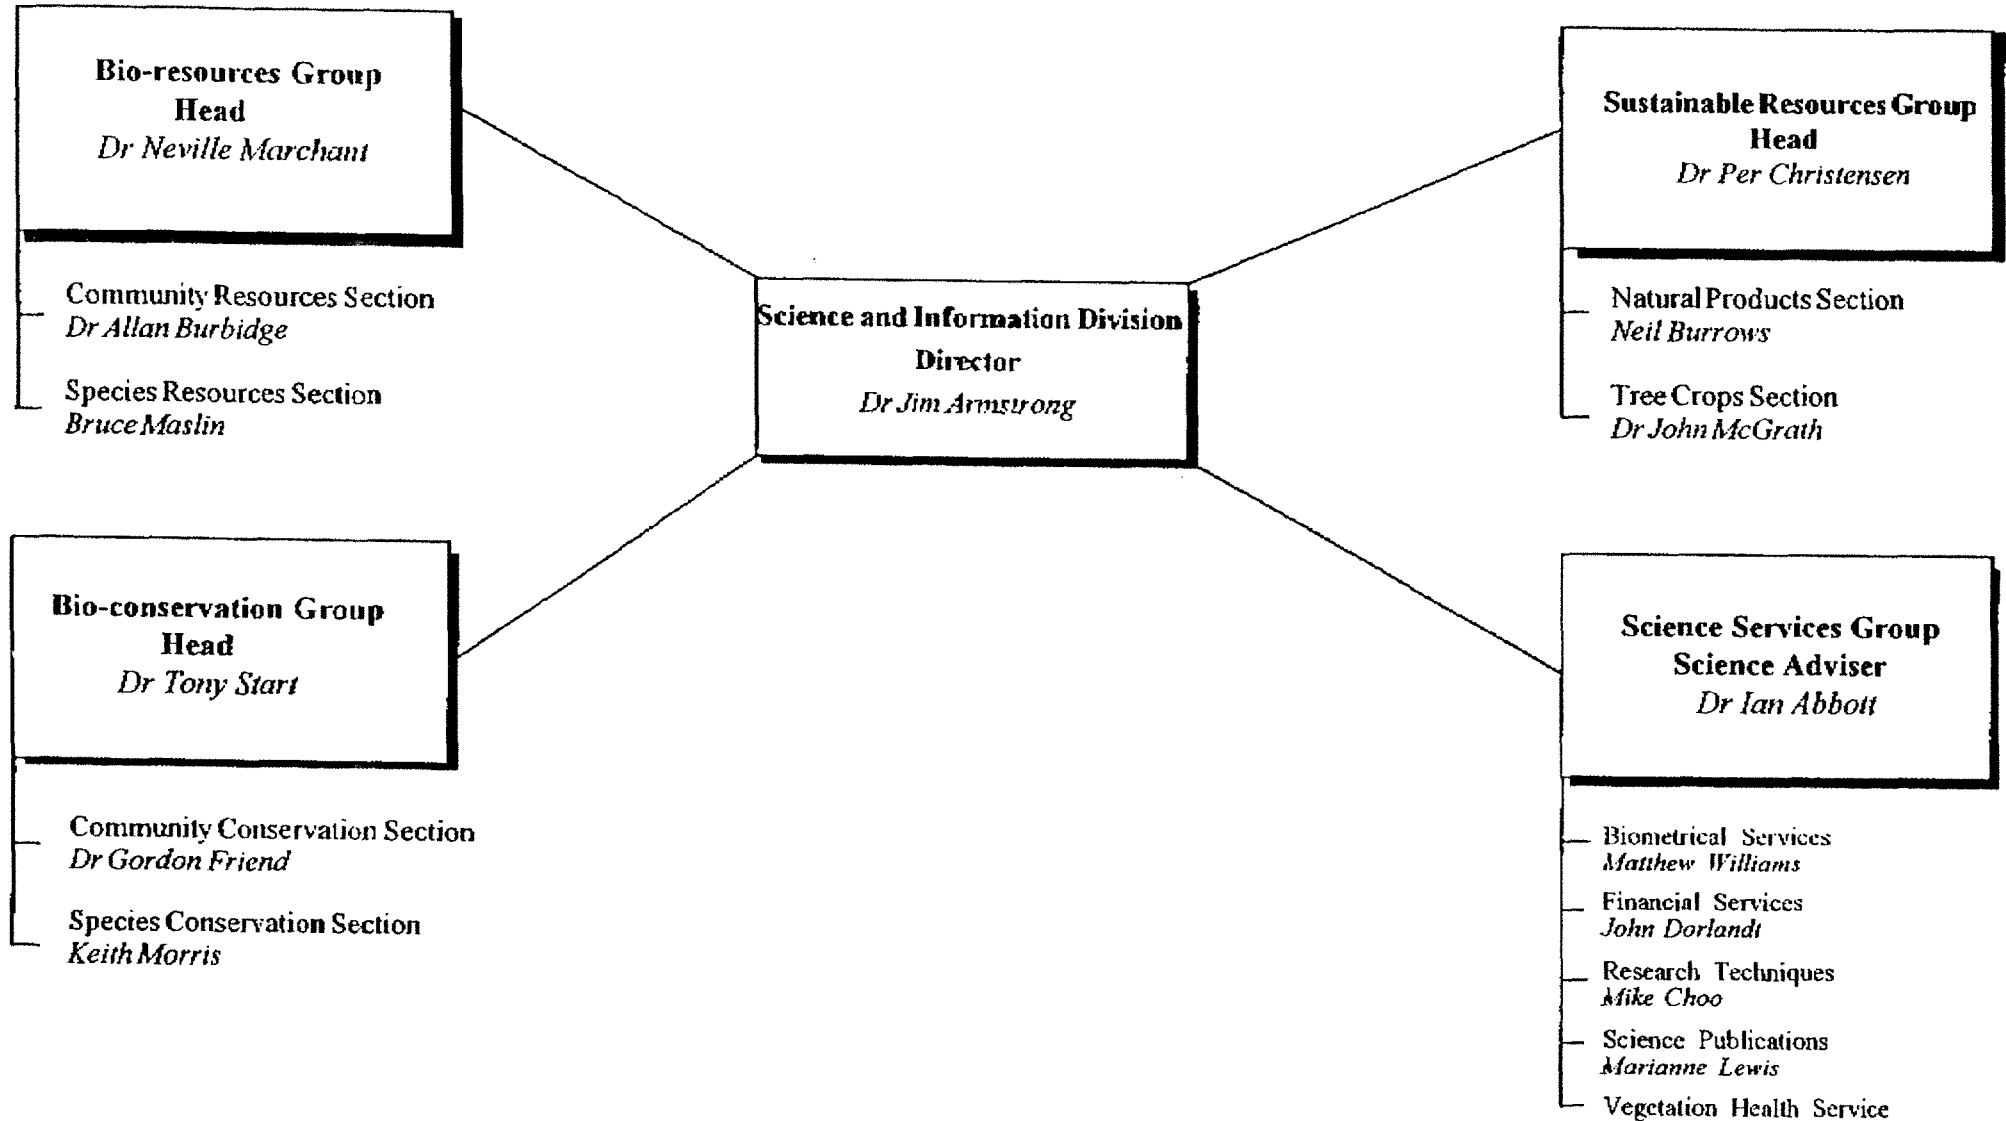 Bio-resources Group
Head
Dr Neville Marchant
Community Resources Section
Dr Allan Burbidge
Species Resources Section
Bruce Maslin
Sustainable Resources Group
Head
Dr Per Christensen
Natural Products Section
Neil Burrows
Tree Crops Section
Dr John McGrath
Science and Information Division
Director
Dr Jim Armstrong
Bio-conservation Group
Head
Dr Tony Start
Community Conservation Section
Dr Gordon Friend
Species Conservation Section
Keith Morris
Science Services Group
Science Adviser
Dr Ian Abbott
Biometrical Services
Matthew Williams
Financial Services
John Dorlandt
Research Techniques
Mike Choo
Science Publications
Marianne Lewis
Vegetation Health Service